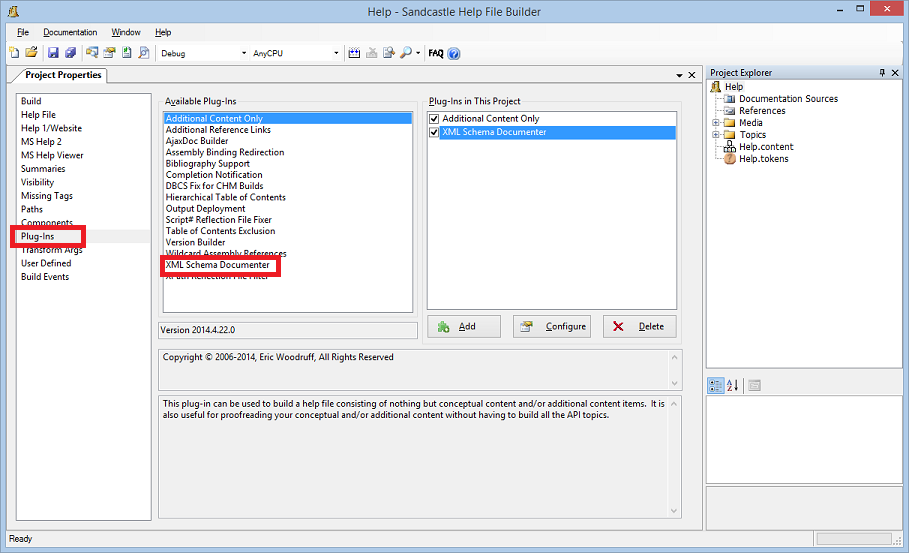 Help - Sandcastle Help File Builder
File Documentation Window Help
Debug AnyCPU FAQ
Project Properties
Build
Help File
Help 1/Website
MS Help 2
MS Help Viewer
Summaries
Visibility
Missing Tags
Paths
Components
Plug-Ins
Transform Args
User Defined
Build Events
Available Plug-Ins
Additional Content Only
Additional Reference Links
AjaxDoc Builder
Assembly Binding Redirection
Bibliography Support
Completion Notification
DBCS Fix for CHM Builds
Hierarchical Table of Contents
Output Deployment
Script# Reflection File Fixer
Table of Contents Exclusion
Version Builder
Wildcard Assembly References
XML Schema Documenter
XPath Reflection File Filter
Version 2014.4.22.0
Plug-Ins in This Project
Additional Content Only
XML Schema Documenter
Add Configure Delete
Copyright © 2006-2014, Eric Woodruff, All Rights Reserved
This plug-in can be used to build a help file consisting of nothing but conceptual content and/or additional content items. It is
also useful for proofreading your conceptual and/or additional content without having to build all the API topics.
Project Explorer
Help
Documentation Sources
References
Media
Topics
Help.content
Help.tokens
Ready